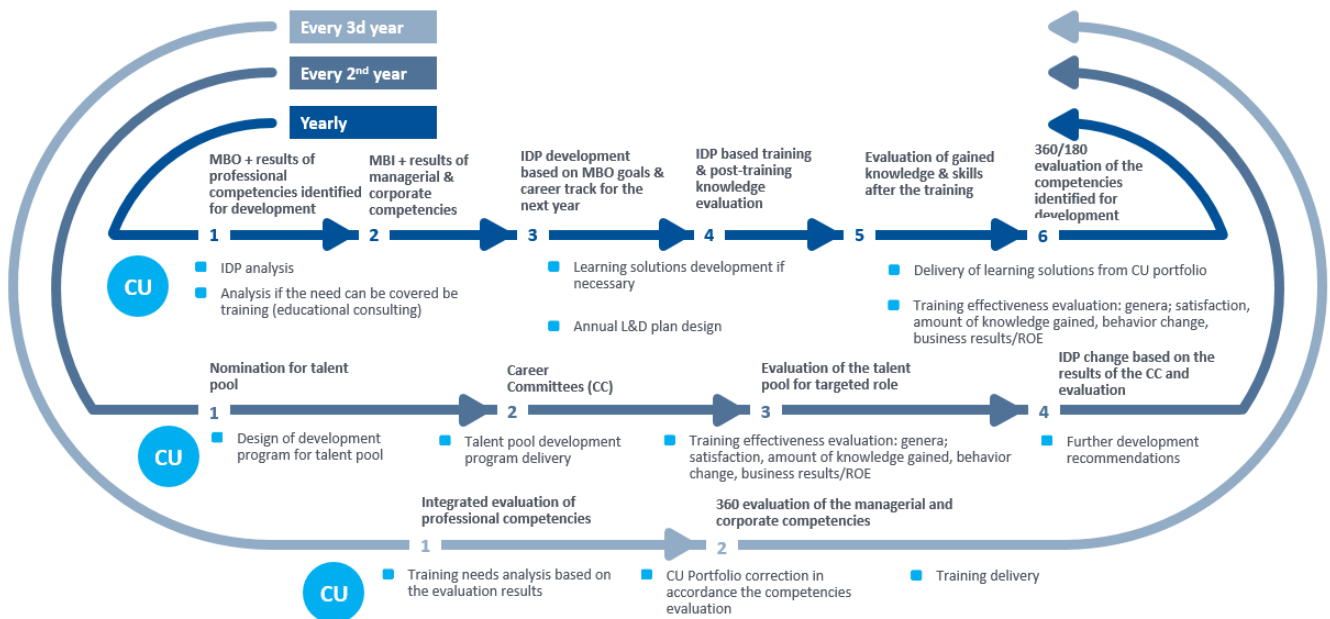 Every 3d year
Every 2nd year
Yearly
MBO + results of
professional
competencies identified
for development
MBI + results of
managerial &
corporate
competencies
IDP development
based on MBO goals &
career track for the
next year
IDP based training
& post-training
knowledge
evaluation
Evaluation of gained
knowledge & skills
after the training
360/180
evaluation of the
competencies
identified for
development
1
2
3
4
5
6
CU
IDP analysis
Analysis if the need can be covered be
training (educational consulting)
Learning solutions development if
necessary
Annual L&D plan design
Delivery of learning solutions from CU portfolio
Training effectiveness evaluation: genera; satisfaction,
amount of knowledge gained, behavior change,
business results/ROE
Nomination for talent
pool
Career
Committees (CC)
Evaluation of the talent
pool for targeted role
IDP change based on the
results of the CC and
evaluation
1
2
3
4
CU
Design of development
program for talent pool
Talent pool development
program delivery
Training effectiveness evaluation: genera;
satisfaction, amount of knowledge gained, behavior
change, business results/ROE
Further development
recommendations
Integrated evaluation of
professional competencies
360 evaluation of the managerial and
corporate competencies
1
2
CU
Training needs analysis based on
the evaluation results
CU Portfolio correction in
accordance the competencies
evaluation
Training delivery